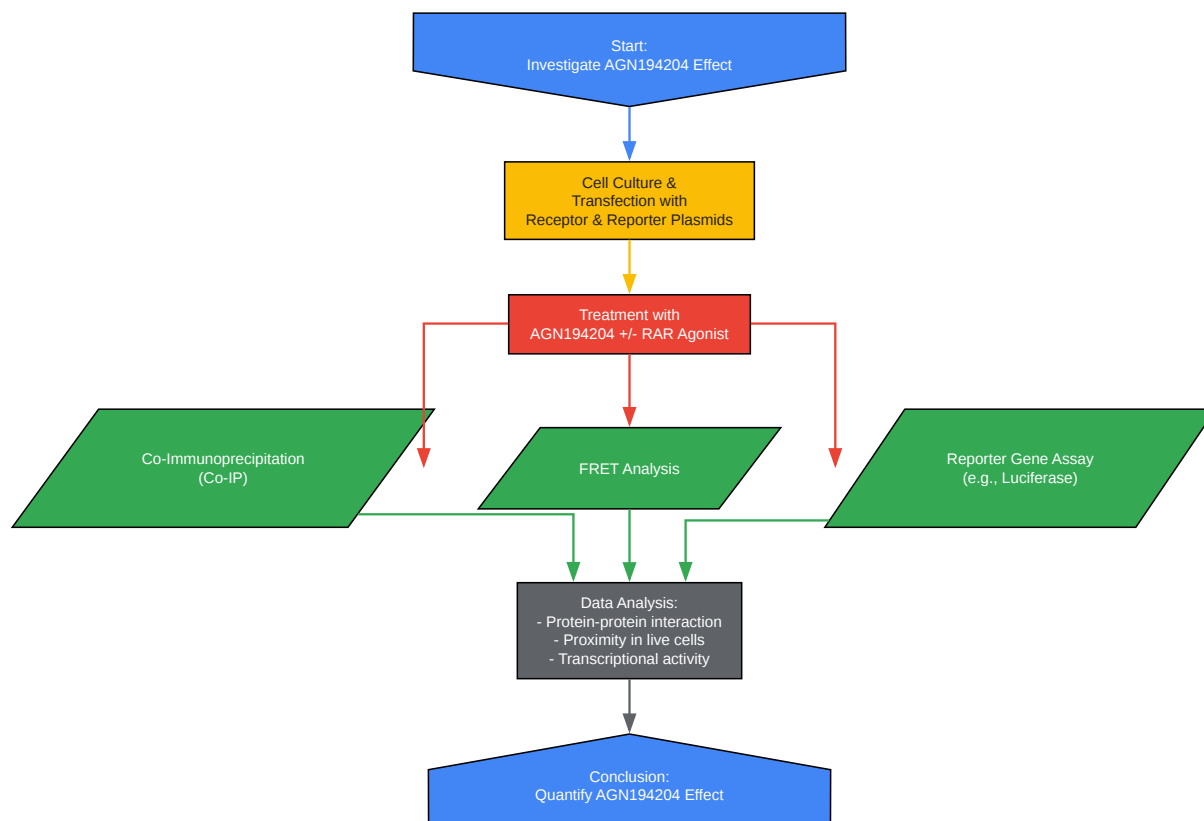 Start:
Investigate AGN194204 Effect
Cell Culture &
Transfection with
Receptor & Reporter Plasmids
Treatment with
AGN194204 +/- RAR Agonist
Co-Immunoprecipitation
(Co-IP)
FRET Analysis
Reporter Gene Assay
(e.g., Luciferase)
Data Analysis:
- Protein-protein interaction
- Proximity in live cells
- Transcriptional activity
Conclusion:
Quantify AGN194204 Effect